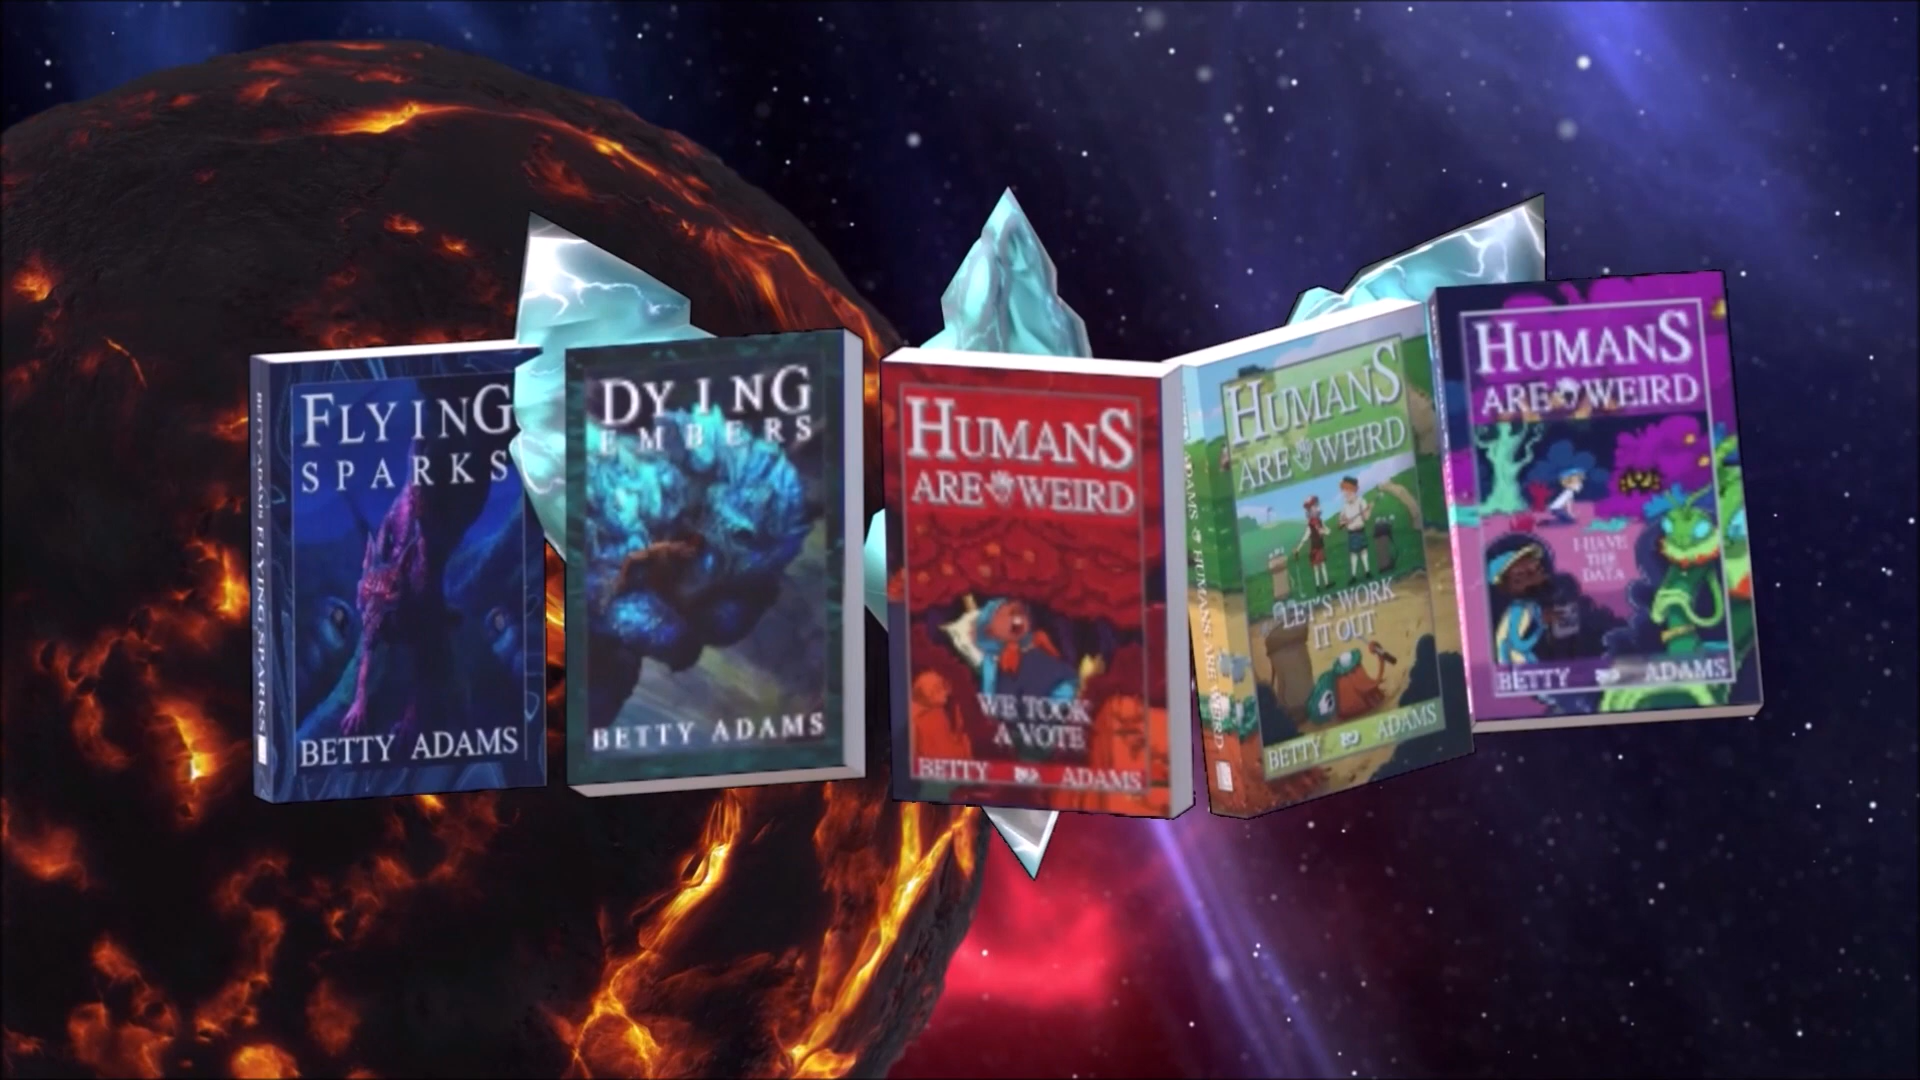 BETTY ADAMS FLYING SPARKS
FLYING
SPARKS
BETTY ADAMS
DYING
EMBERS
BETTY ADAMS
HUMANS
ARE WEIRD
WE TOOK
A VOTE
BETTY ADAMS
ADAMS HUMANS ARE WEIRD
HUMANS
ARE WEIRD
LET'S WORK
IT OUT
BETTY ADAMS
HUMANS
ARE WEIRD
I HAVE
THE
DATA
BETTY ADAMS